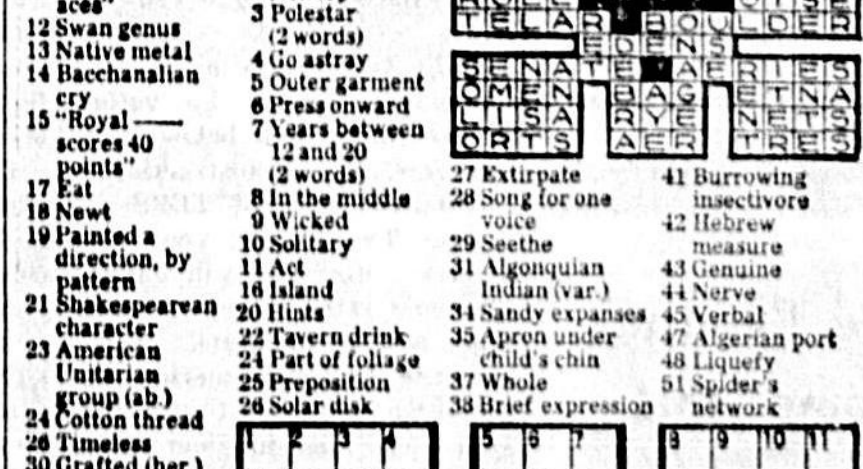 aces"
12 Swan genus
13 Native metal
14 Bacchanalian
cry
15 "Royal ——
scores 40
points"
17 Eat
18 Newt
19 Painted a
direction, by
pattern
21 Shakespearean
character
23 American
Unitarian
group (ab.)
24 Cotton thread
26 Timeless
30 Grafted (her.)
3 Polestar
(2 words)
4 Go astray
5 Outer garment
6 Press onward
7 Years between
12 and 20
(2 words)
8 In the middle
9 Wicked
10 Solitary
11 Act
16 Island
20 Hints
22 Tavern drink
24 Part of foliage
25 Preposition
26 Solar disk
TELAR BOULDER
EDENS
SENATE AERIES
OMEN BAG ETNA
LISA RYE NETS
ORTS AER TRES
27 Extirpate
28 Song for one
voice
29 Seethe
31 Algonquian
Indian (var.)
34 Sandy expanses
35 Apron under
child's chin
37 Whole
38 Brief expression
41 Burrowing
insectivore
42 Hebrew
measure
43 Genuine
44 Nerve
45 Verbal
47 Algerian port
48 Liquefy
51 Spider's
network
1 2 3 4 5 6 7 8 9 10 11